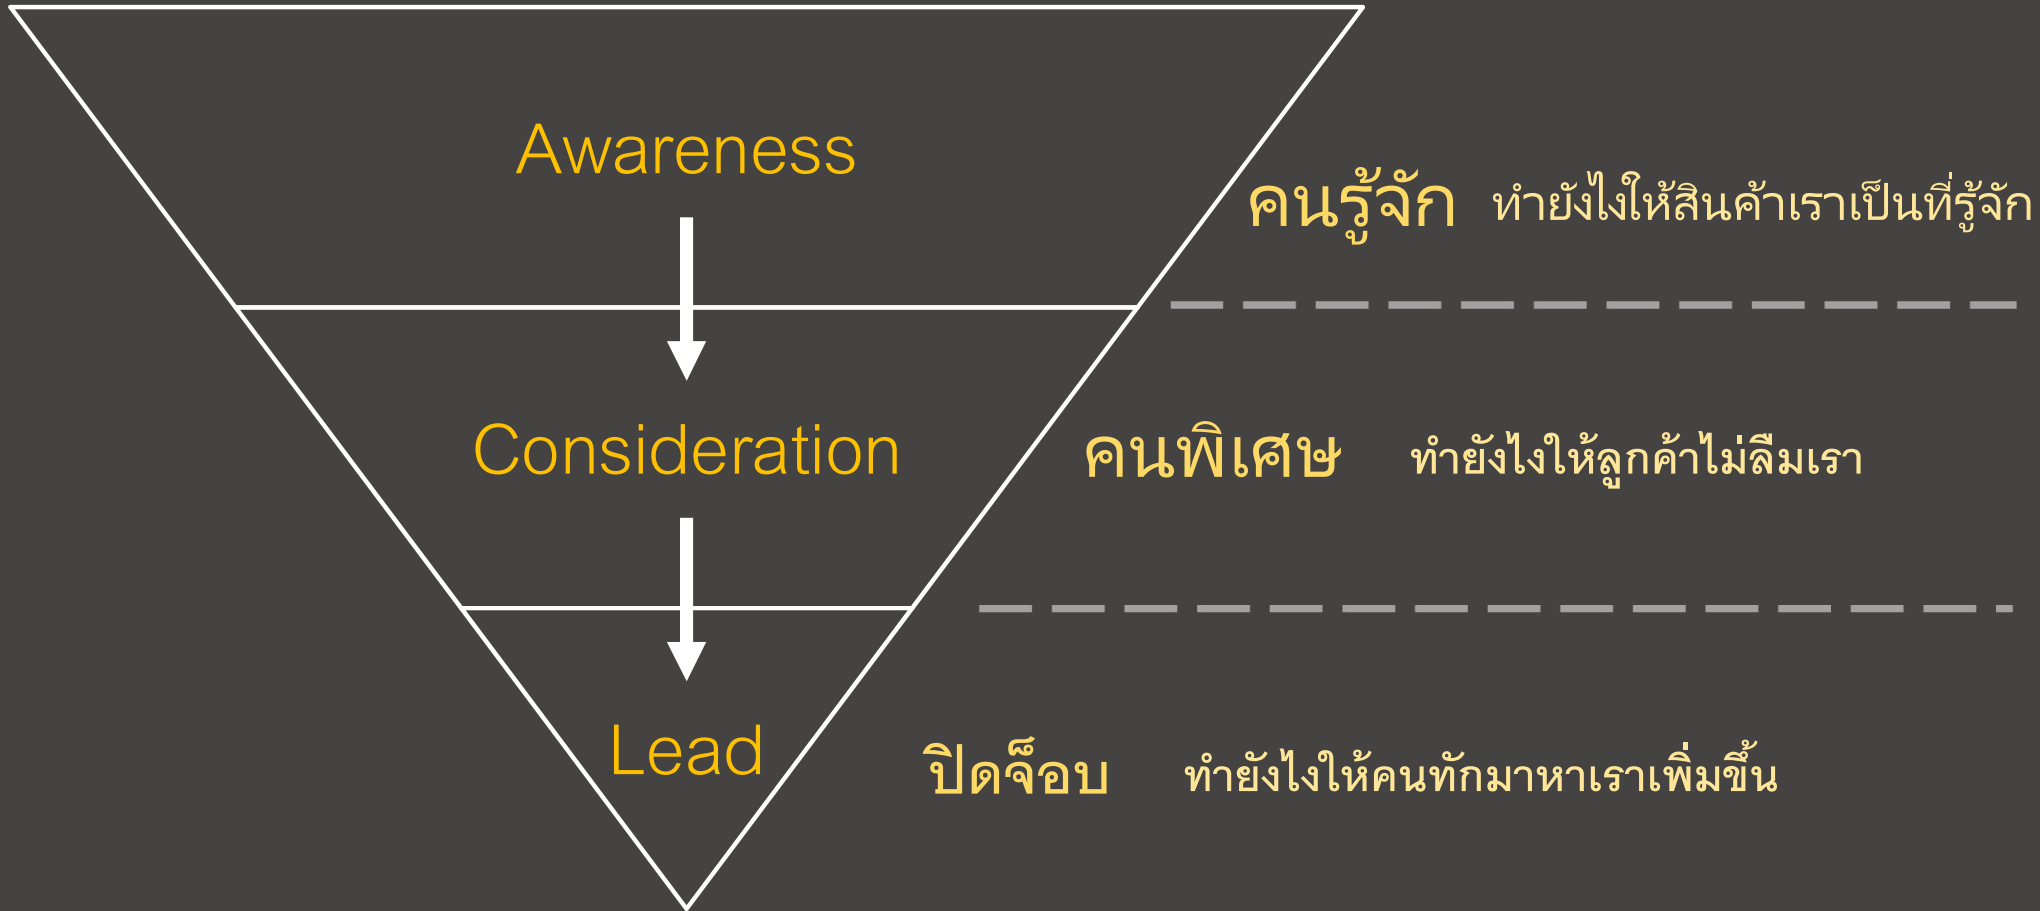 Awareness
คนรู้จัก ทำยังไงให้สินค้าเราเป็นที่รู้จัก
Consideration
คนพิเศษ ทำยังไงให้ลูกค้าไม่ลืมเรา
Lead
ปิดจ็อบ ทำยังไงให้คนทักมาหาเราเพิ่มขึ้น